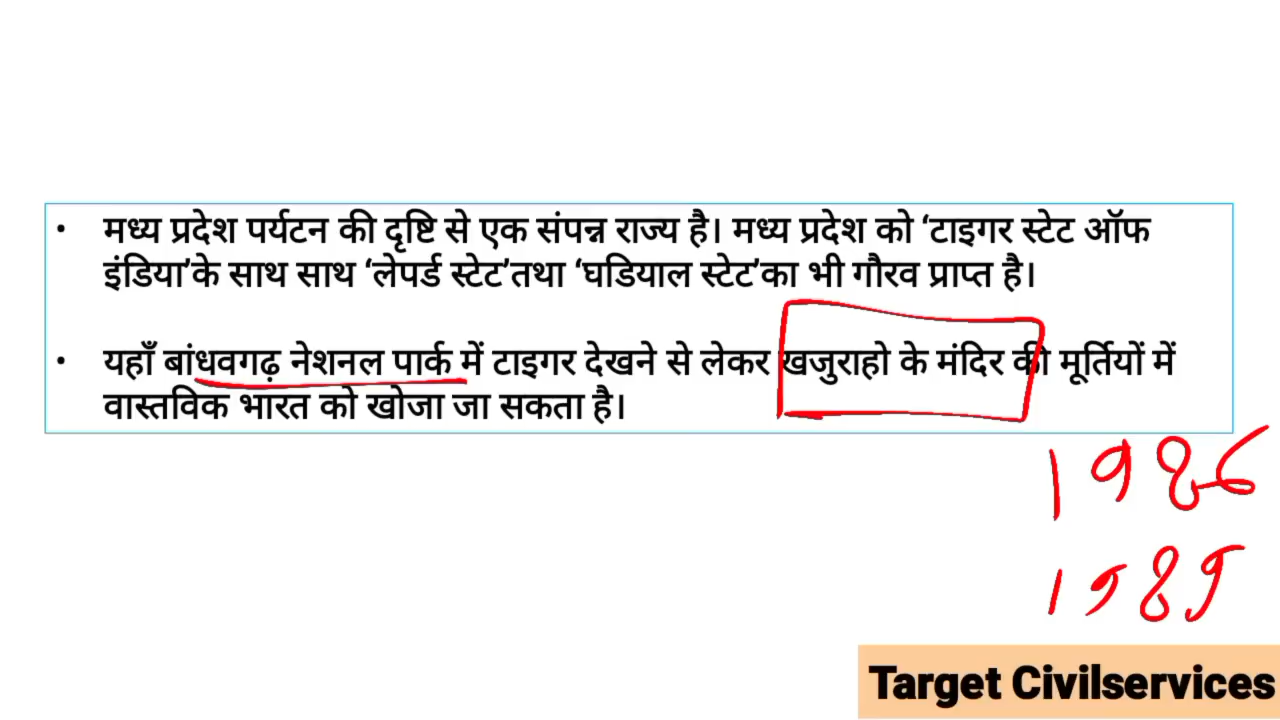 • मध्य प्रदेश पर्यटन की दृष्टि से एक संपन्न राज्य है। मध्य प्रदेश को ‘टाइगर स्टेट ऑफ
इंडिया’के साथ साथ ‘लेपर्ड स्टेट’तथा ‘घडियाल स्टेट’का भी गौरव प्राप्त है।
• यहाँ बांधवगढ़ नेशनल पार्क में टाइगर देखने से लेकर खजुराहो के मंदिर की मूर्तियों में
वास्तविक भारत को खोजा जा सकता है।
1986
1989
Target Civilservices